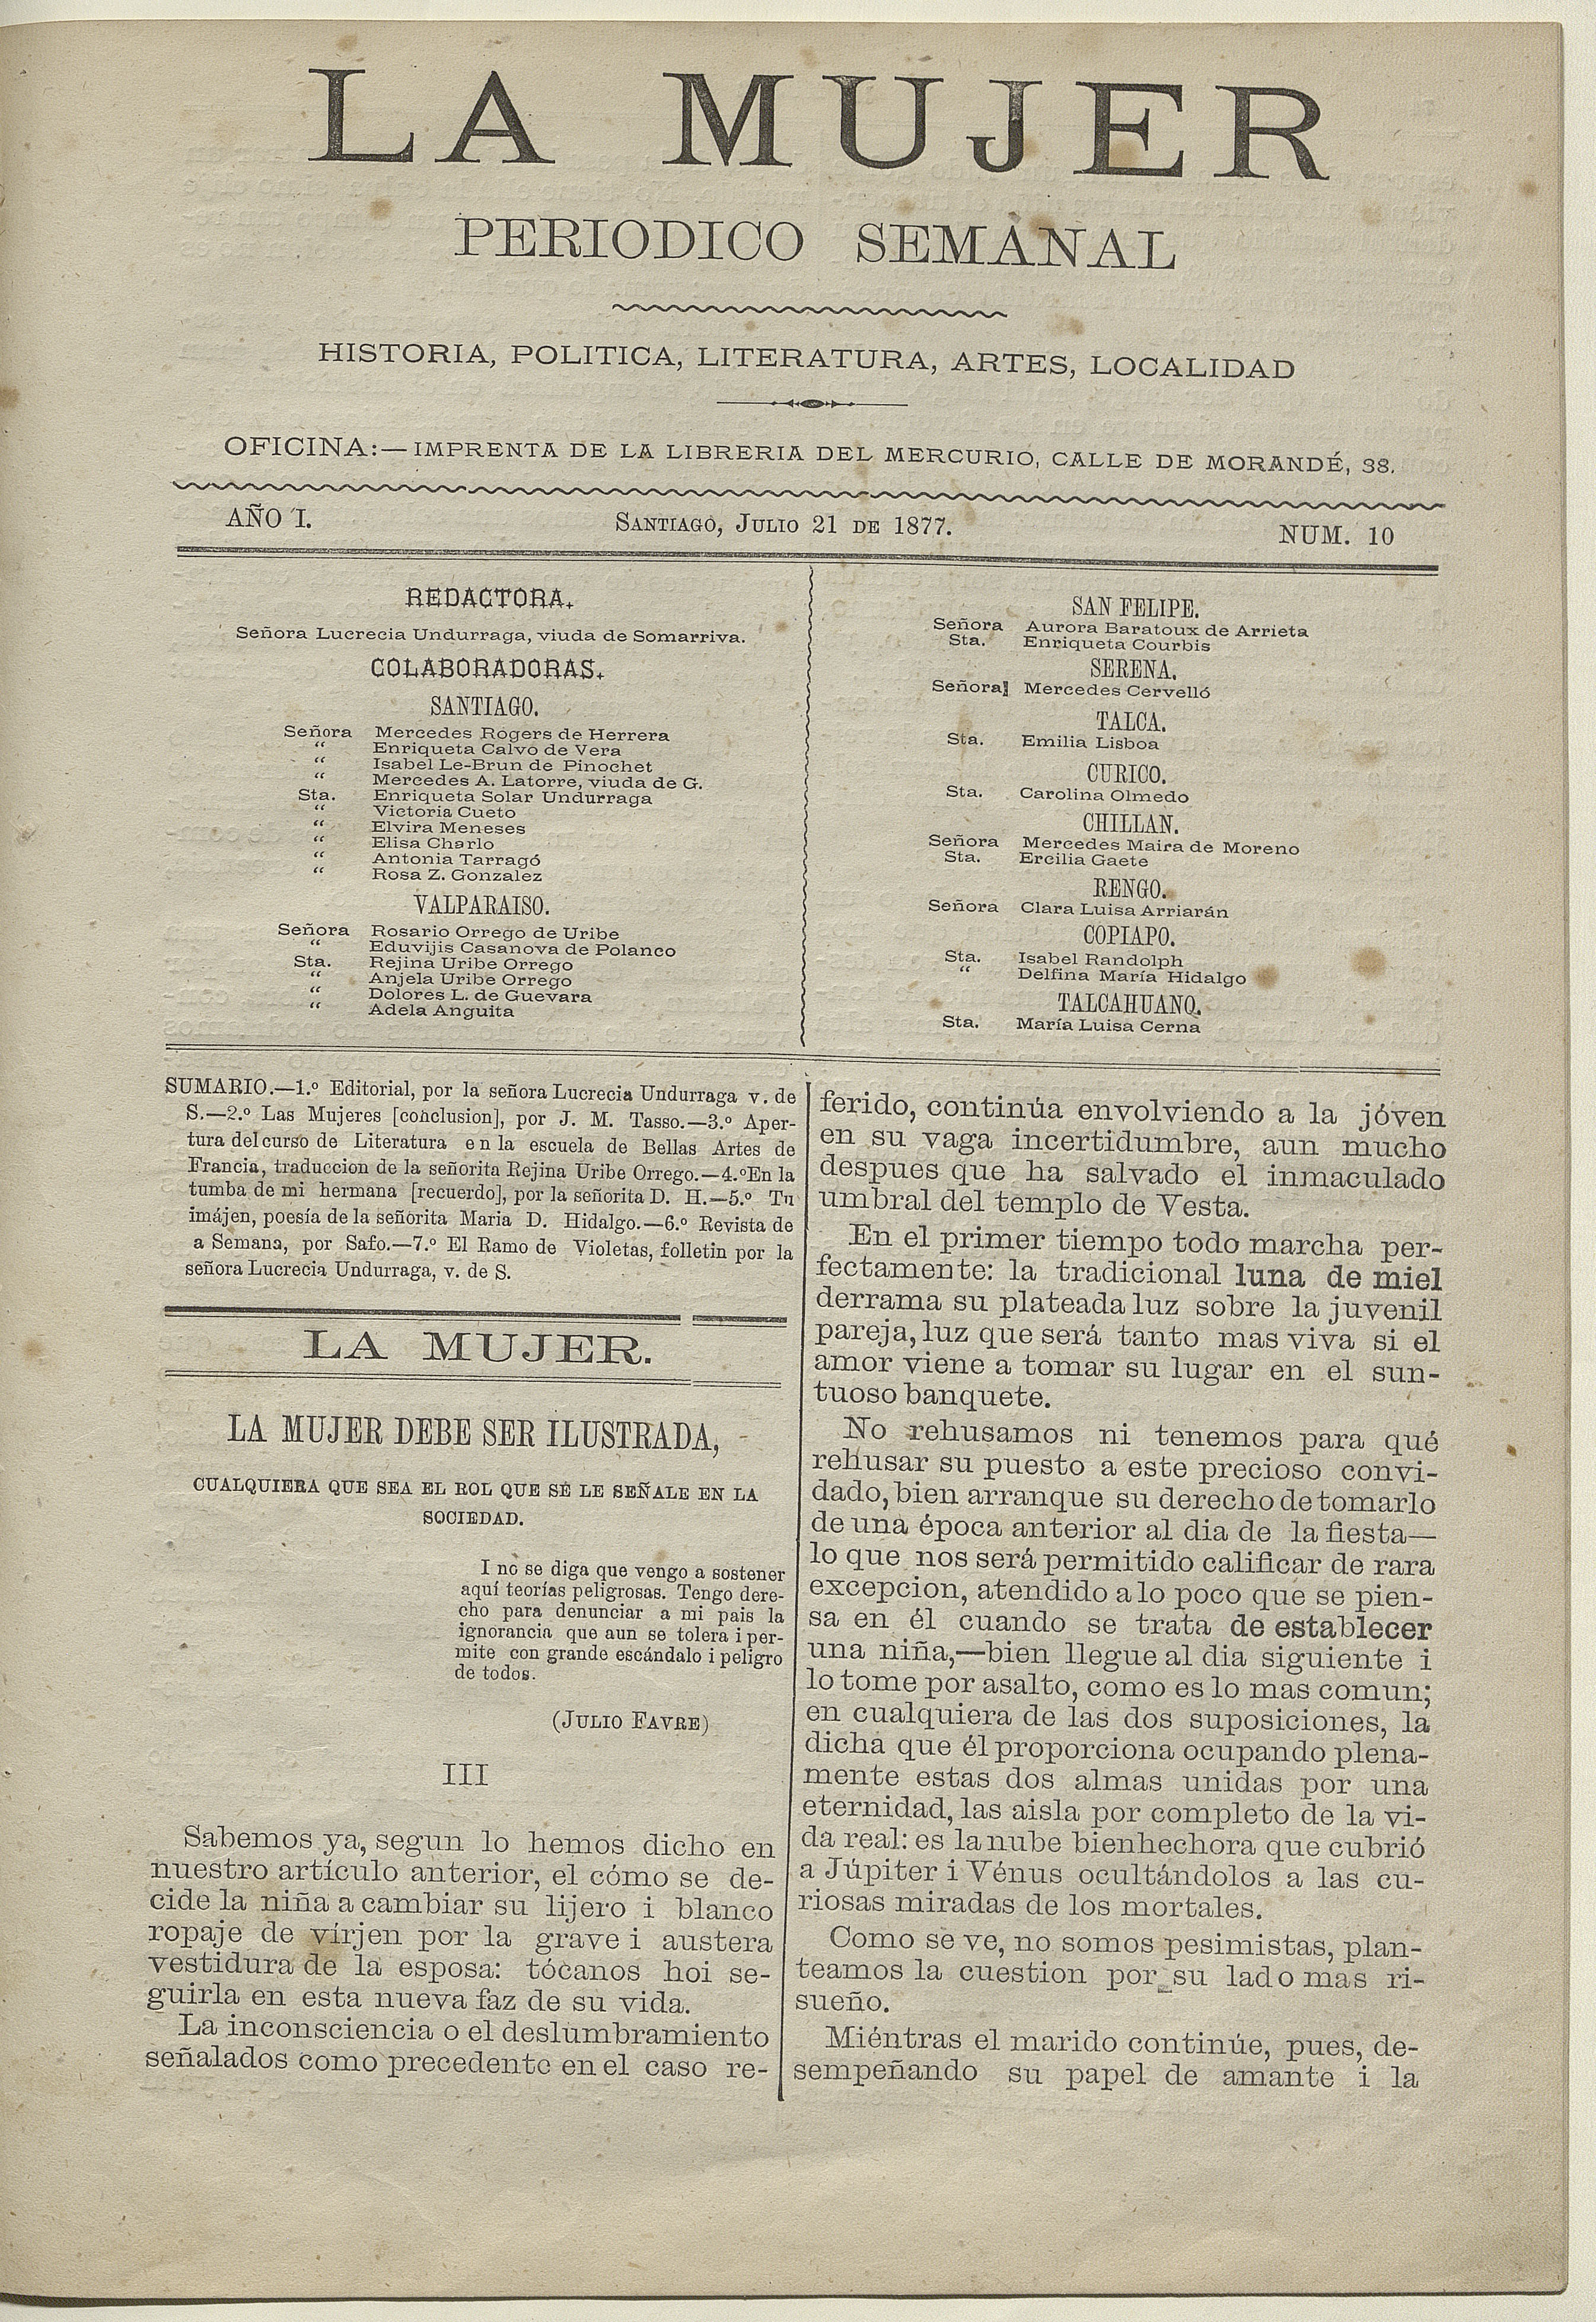 LA MUJER
PERIODICO SEMANAL
HISTORIA, POLITICA, LITERATURA, ARTES, LOCALIDAD
OFICINA:—IMPRENTA DE LA LIBRERIA DEL MERCURIO, CALLE DE MORANDÉ, 38.
AÑO I. SANTIAGO, JULIO 21 DE 1877. NUM. 10
REDACTORA.
Señora Lucrecia Undurraga, viuda de Somarriva.
COLABORADORAS.
SANTIAGO.
Señora Mercedes Rogers de Herrera
“ Enriqueta Calvo de Vera
“ Isabel Le-Brun de Pinochet
“ Mercedes A. Latorre, viuda de G.
Sta. Enriqueta Solar Undurraga
“ Victoria Cueto
“ Elvira Meneses
“ Elisa Charlo
“ Antonia Tarragó
“ Rosa Z. Gonzalez
VALPARAISO.
Señora Rosario Orrego de Uribe
“ Eduvijis Casanova de Polanco
Sta. Rejina Uribe Orrego
“ Anjela Uribe Orrego
“ Dolores L. de Guevara
“ Adela Anguita
SAN FELIPE.
Señora Aurora Baratoux de Arrieta
Sta. Enriqueta Courbis
SERENA.
Señora Mercedes Cervelló
TALCA.
Sta. Emilia Lisboa
CURICO.
Sta. Carolina Olmedo
CHILLAN.
Señora Mercedes Maira de Moreno
Sta. Ercilia Gaete
RENGO.
Señora Clara Luisa Arriarán
COPIAPO.
Sta. Isabel Randolph
“ Delfina María Hidalgo
TALCAHUANO.
Sta. María Luisa Cerna
SUMARIO.—1.º Editorial, por la señora Lucrecia Undurraga v. de
S.—2.º Las Mujeres [conclusion], por J. M. Tasso.—3.º Aper-
tura del curso de Literatura en la escuela de Bellas Artes de
Francia, traduccion de la señorita Rejina Uribe Orrego.—4.º En la
tumba de mi hermana [recuerdo], por la señorita D. H.—5.º Tu
imájen, poesía de la señorita Maria D. Hidalgo.—6.º Revista de
a Semana, por Safo.—7.º El Ramo de Violetas, folletin por la
señora Lucrecia Undurraga, v. de S.
LA MUJER.
LA MUJER DEBE SER ILUSTRADA,
CUALQUIERA QUE SEA EL ROL QUE SE LE SEÑALE EN LA
SOCIEDAD.
I no se diga que vengo a sostener
aquí teorías peligrosas. Tengo dere-
cho para denunciar a mi pais la
ignorancia que aun se tolera i per-
mite con grande escándalo i peligro
de todos.
(JULIO FAVRE)
III
Sabemos ya, segun lo hemos dicho en
nuestro artículo anterior, el cómo se de-
cide la niña a cambiar su lijero i blanco
ropaje de vírjen por la grave i austera
vestidura de la esposa: tócanos hoi se-
guirla en esta nueva faz de su vida.
La inconsciencia o el deslumbramiento
señalados como precedente en el caso re-
ferido, continúa envolviendo a la jóven
en su vaga incertidumbre, aun mucho
despues que ha salvado el inmaculado
umbral del templo de Vesta.
En el primer tiempo todo marcha per-
fectamente: la tradicional luna de miel
derrama su plateada luz sobre la juvenil
pareja, luz que será tanto mas viva si el
amor viene a tomar su lugar en el sun-
tuoso banquete.
No rehusamos ni tenemos para qué
rehusar su puesto a este precioso convi-
dado, bien arranque su derecho de tomarlo
de una época anterior al dia de la fiesta—
lo que nos será permitido calificar de rara
excepcion, atendido a lo poco que se pien-
sa en él cuando se trata de establecer
una niña,—bien llegue al dia siguiente i
lo tome por asalto, como es lo mas comun;
en cualquiera de las dos suposiciones, la
dicha que él proporciona ocupando plena-
mente estas dos almas unidas por una
eternidad, las aisla por completo de la vi-
da real: es la nube bienhechora que cubrió
a Júpiter i Vénus ocultándolos a las cu-
riosas miradas de los mortales.
Como se ve, no somos pesimistas, plan-
teamos la cuestion por su lado mas ri-
sueño.
Miéntras el marido continúe, pues, de-
sempeñando su papel de amante i la